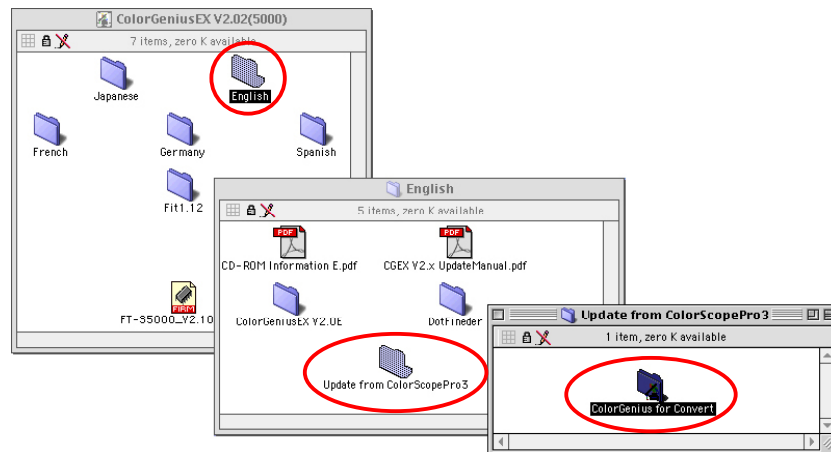 ColorGeniusEX V2.02(5000)
7 items, zero K available
Japanese
English
French
Germany
Spanish
Fit1.12
FIRM
FT-S5000_V2.10
English
5 items, zero K available
PDF
PDF
CD-ROM Information E.pdf
CGEX V2.x UpdateManual.pdf
ColorGeniusEX V2.0E
DotFineder
Update from ColorScopePro3
Update from ColorScopePro3
1 item, zero K available
ColorGenius for Convert